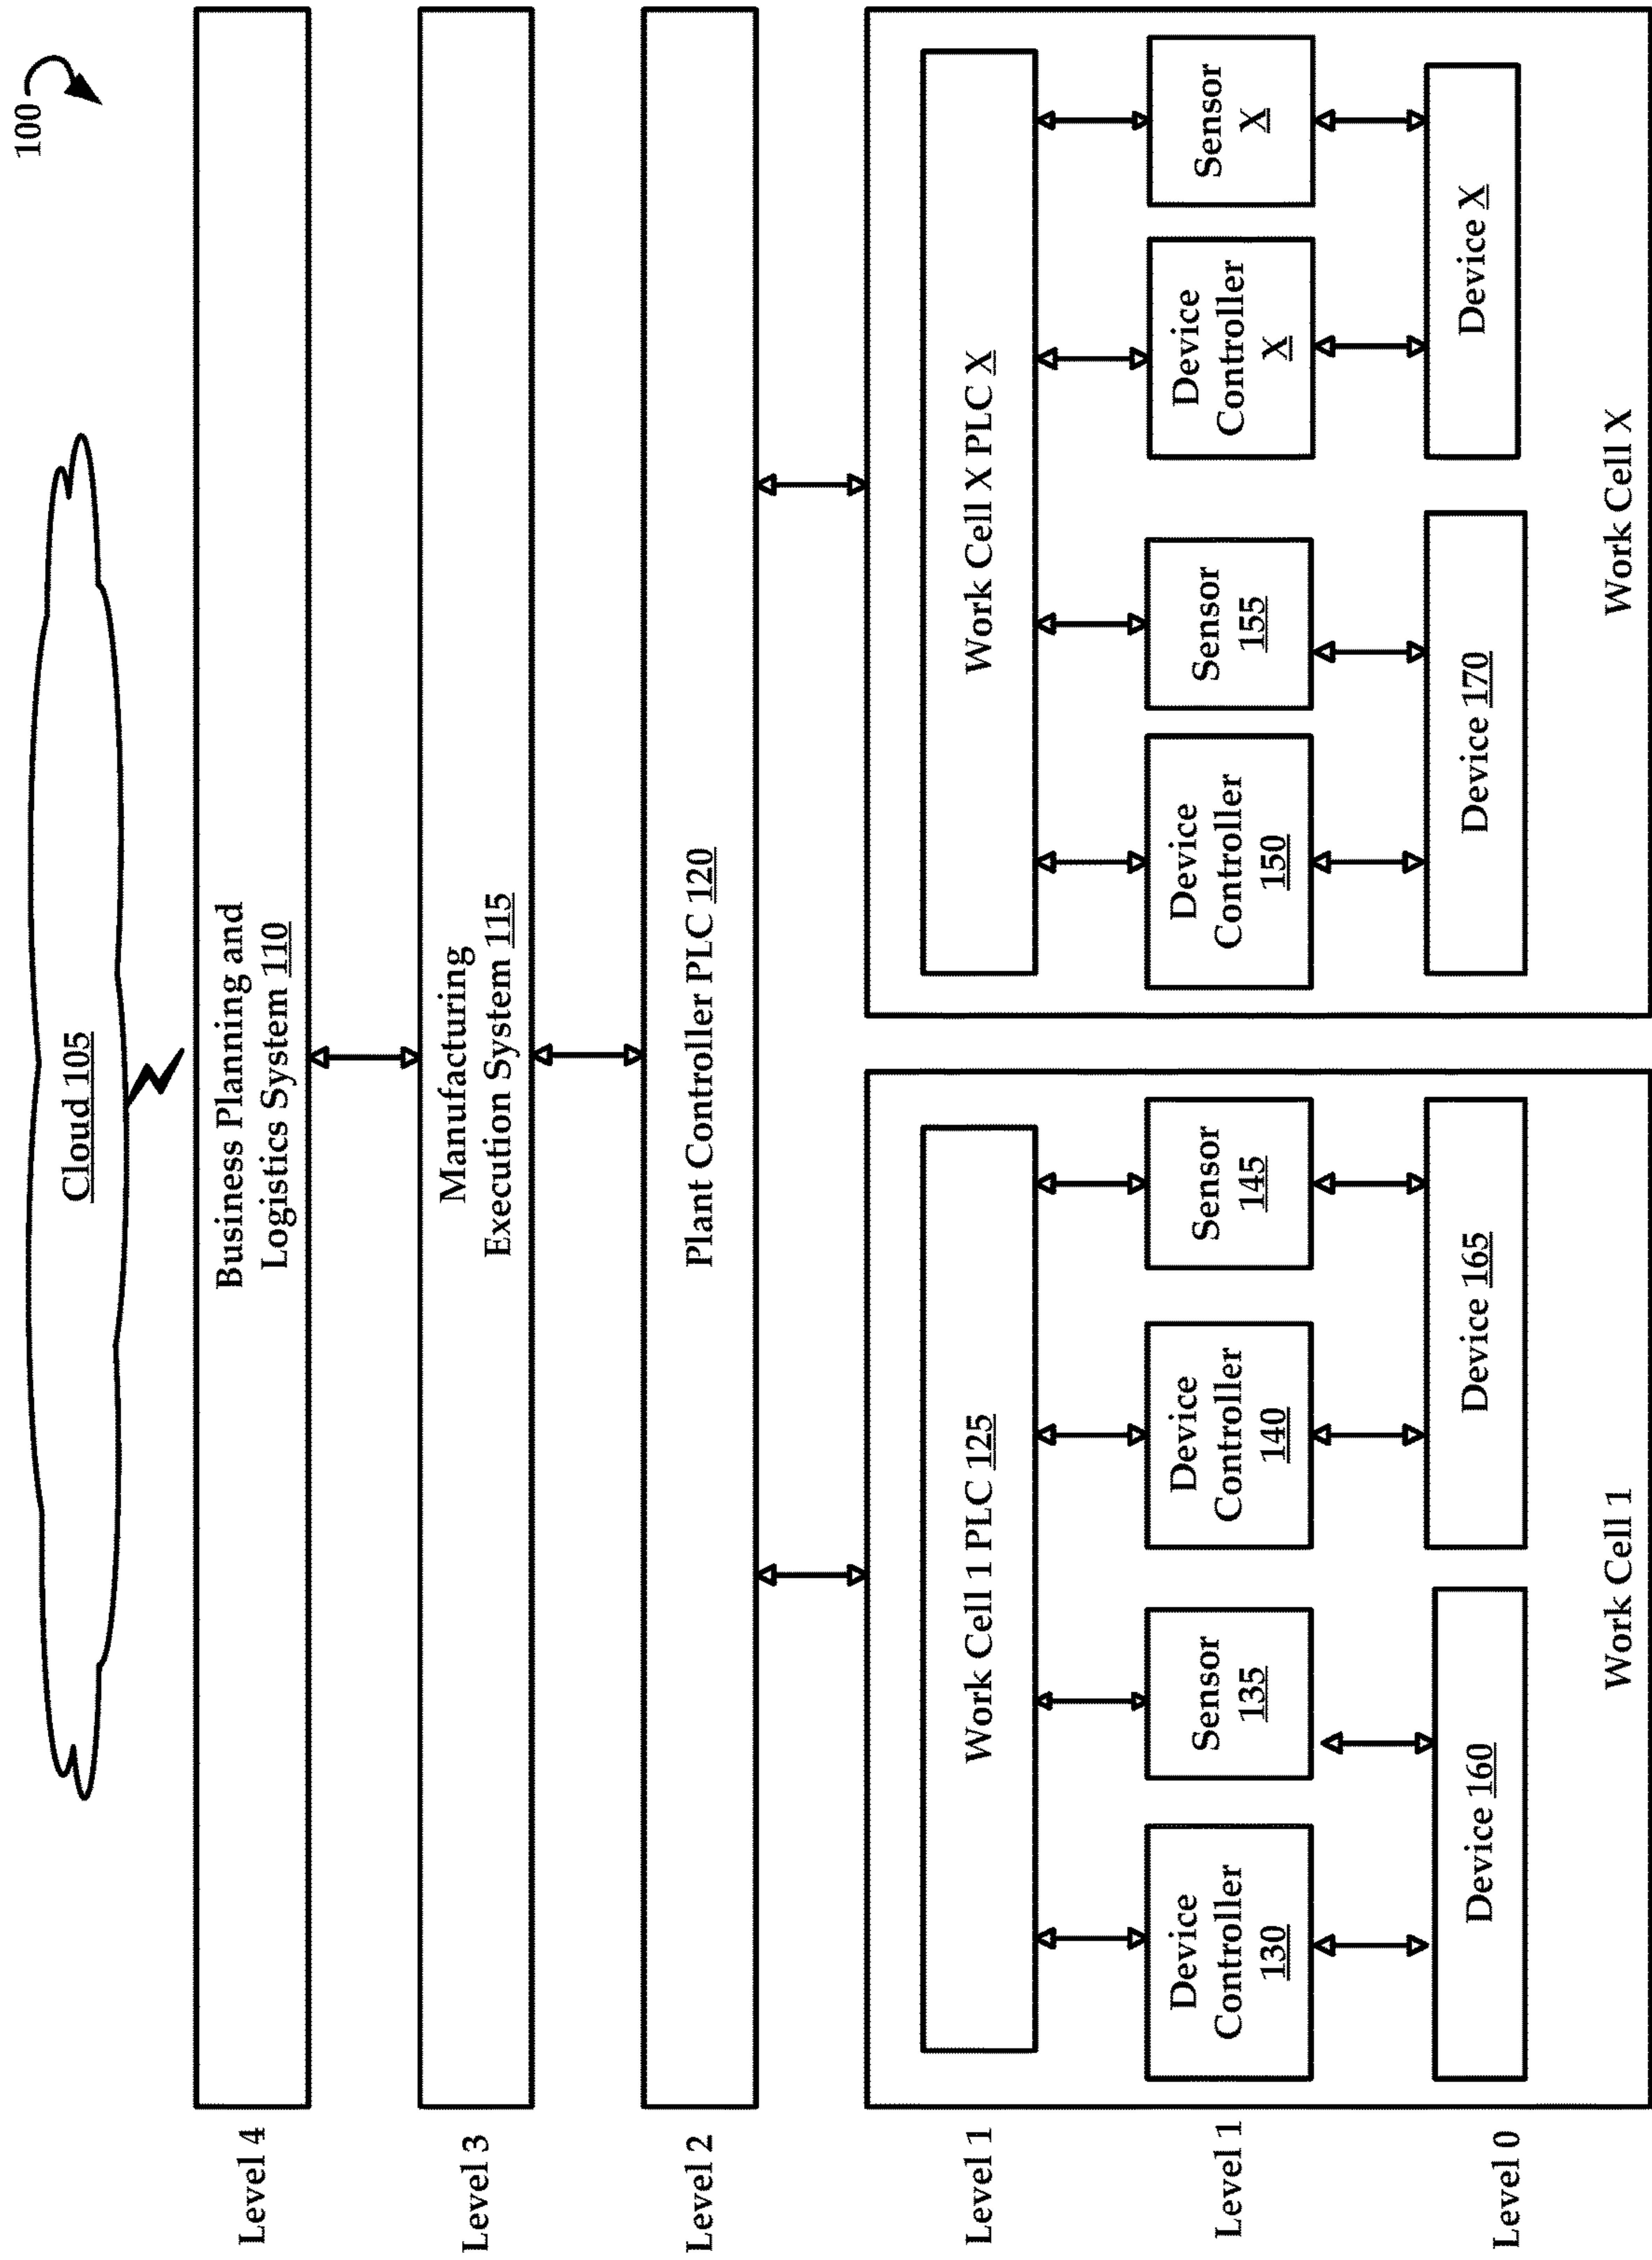 100
Cloud 105
Level 4
Business Planning and
Logistics System 110
Level 3
Manufacturing
Execution System 115
Level 2
Plant Controller PLC 120
Level 1
Work Cell 1 PLC 125
Work Cell X PLC X
Level 1
Device
Controller
130
Sensor
135
Device
Controller
140
Sensor
145
Device
Controller
150
Sensor
155
Device
Controller
X
Sensor
X
Level 0
Device 160
Device 165
Device 170
Device X
Work Cell 1
Work Cell X